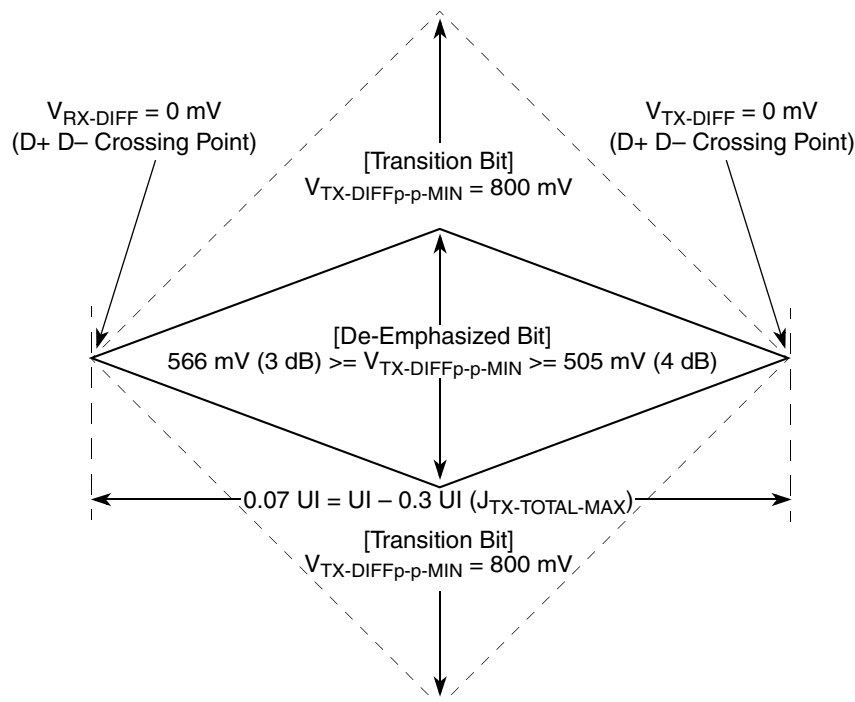 V_RX-DIFF = 0 mV
(D+ D– Crossing Point)
V_TX-DIFF = 0 mV
(D+ D– Crossing Point)
[Transition Bit]
V_TX-DIFFp-p-MIN = 800 mV
[De-Emphasized Bit]
566 mV (3 dB) >= V_TX-DIFFp-p-MIN >= 505 mV (4 dB)
0.07 UI = UI – 0.3 UI (J_TX-TOTAL-MAX)
[Transition Bit]
V_TX-DIFFp-p-MIN = 800 mV